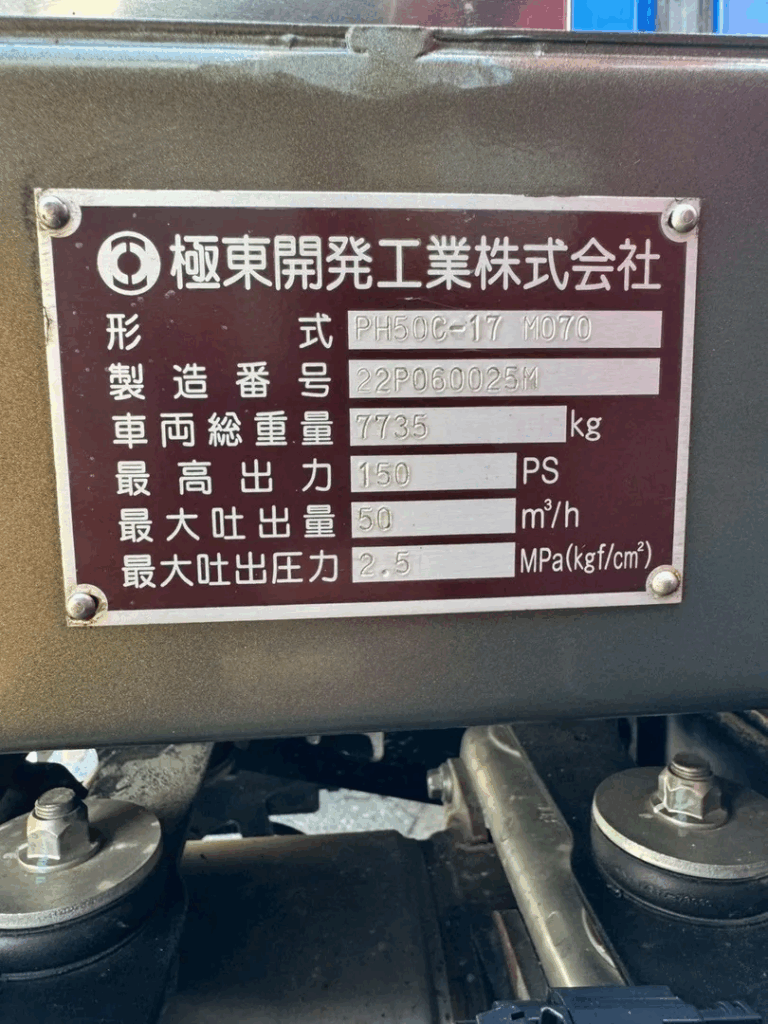 極東開発工業株式会社
形式 PH50C-17 M070
製造番号 22P060025M
車両総重量 7735 kg
最高出力 150 PS
最大吐出量 50 m³/h
最大吐出圧力 2.5 MPa(kgf/cm²)